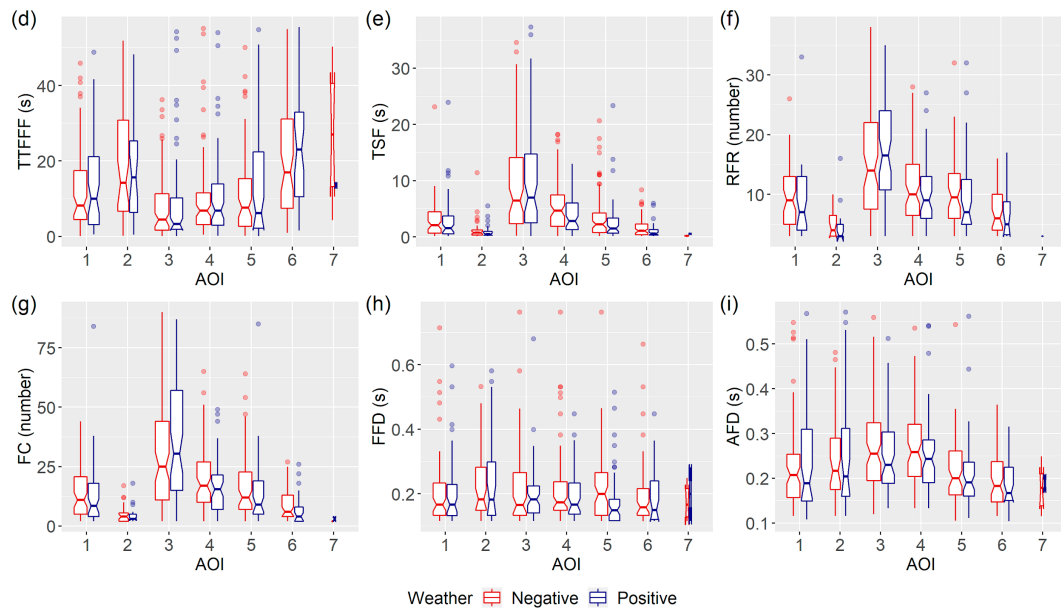 (d) (e) (f)
TTFFF (s) 40 20 0
1 2 3 4 5 6 7
AOI
TSF (s) 30 20 10 0
1 2 3 4 5 6 7
AOI
RFR (number) 30 20 10
1 2 3 4 5 6 7
AOI
(g) (h) (i)
FC (number) 75 50 25 0
1 2 3 4 5 6 7
AOI
FFD (s) 0.6 0.4 0.2
1 2 3 4 5 6 7
AOI
AFD (s) 0.5 0.4 0.3 0.2 0.1
1 2 3 4 5 6 7
AOI
Weather Negative Positive